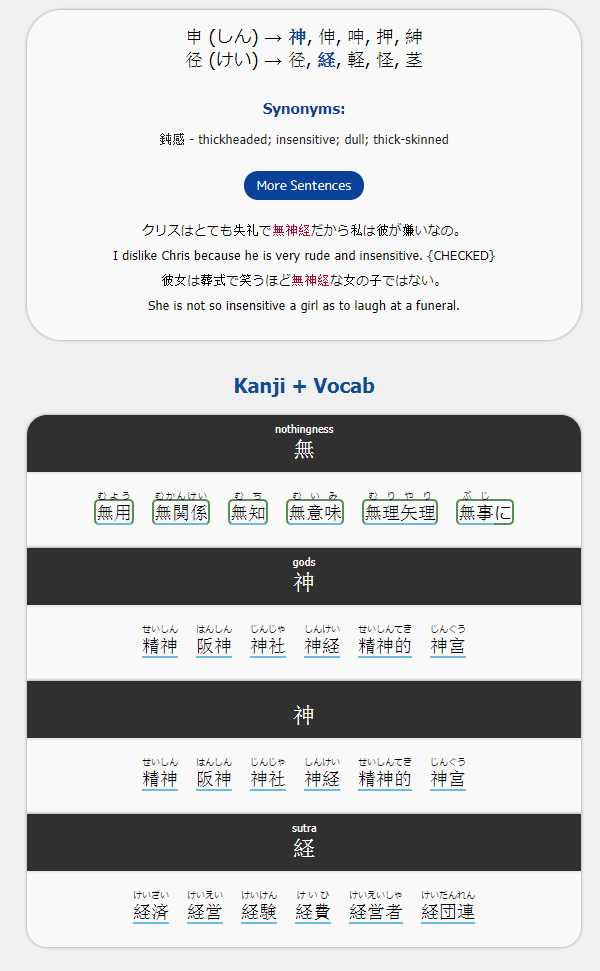 申 (しん) → 神, 伸, 呻, 押, 紳
径 (けい) → 径, 経, 軽, 怪, 茎
Synonyms:
鈍感 - thickheaded; insensitive; dull; thick-skinned
More Sentences
クリスはとても失礼で無神経だから私は彼が嫌いなの。
I dislike Chris because he is very rude and insensitive. {CHECKED}
彼女は葬式で笑うほど無神経な女の子ではない。
She is not so insensitive a girl as to laugh at a funeral.
Kanji + Vocab
nothingness
無
むよう むかんけい むち むいみ むりやり ぶじ
無用 無関係 無知 無意味 無理矢理 無事に
gods
神
せいしん はんしん じんじゃ しんけい せいしんてき じんぐう
精神 阪神 神社 神経 精神的 神宮
神
せいしん はんしん じんじゃ しんけい せいしんてき じんぐう
精神 阪神 神社 神経 精神的 神宮
sutra
経
けいざい けいえい けいけん けいひ けいえいしゃ けいだんれん
経済 経営 経験 経費 経営者 経団連